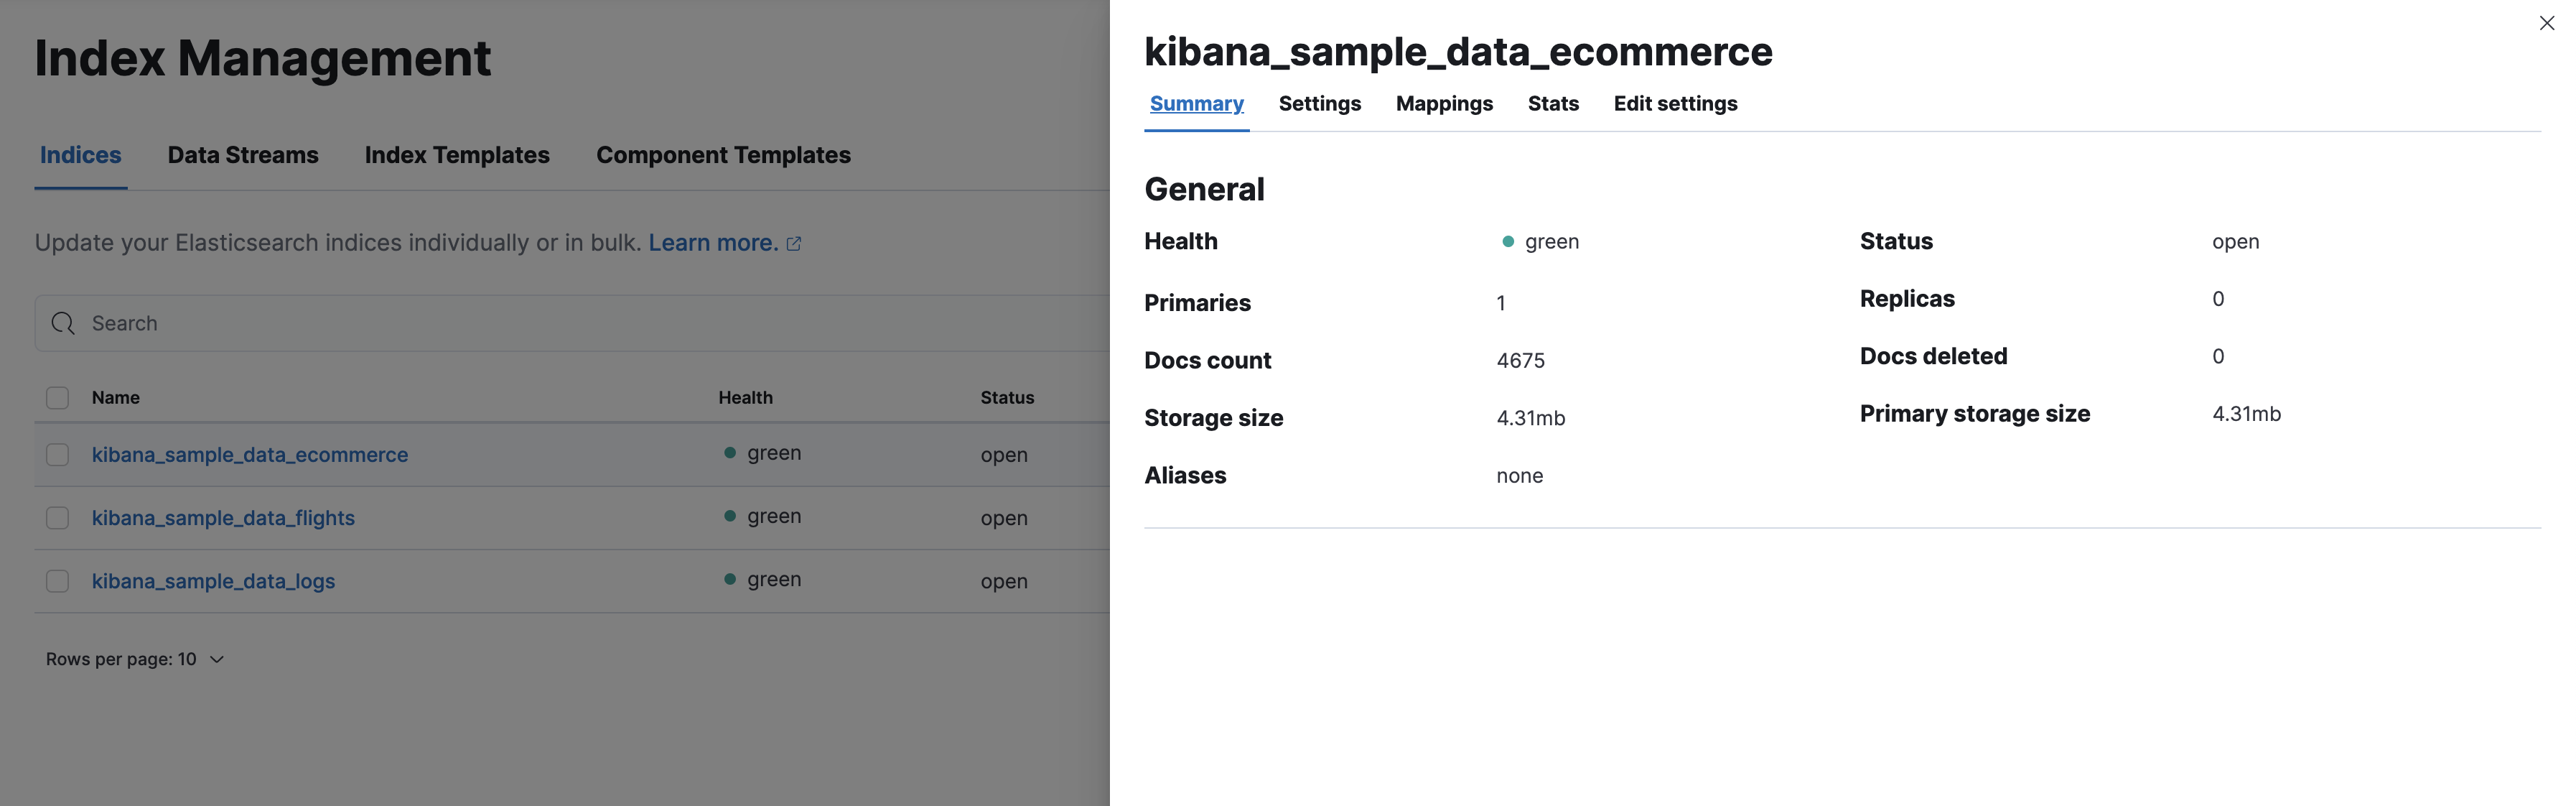 Index Management
Indices Data Streams Index Templates Component Templates
Update your Elasticsearch indices individually or in bulk. Learn more.
Search
Name Health Status
kibana_sample_data_ecommerce green open
kibana_sample_data_flights green open
kibana_sample_data_logs green open
Rows per page: 10
kibana_sample_data_ecommerce
Summary Settings Mappings Stats Edit settings
General
Health green Status open
Primaries 1 Replicas 0
Docs count 4675 Docs deleted 0
Storage size 4.31mb Primary storage size 4.31mb
Aliases none